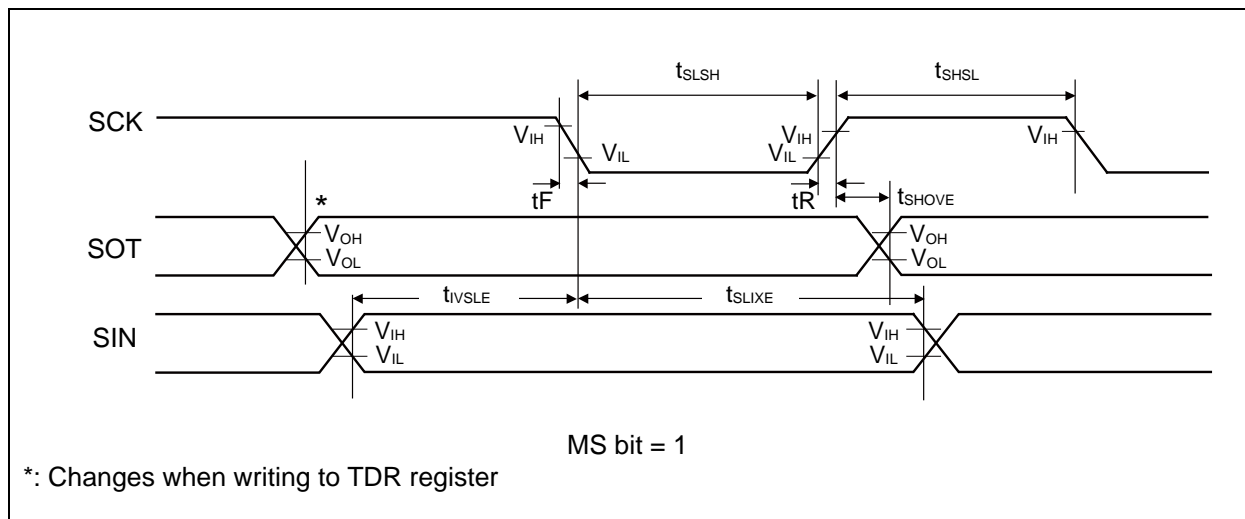 tSLSH
tSHSL
SCK
VIH
VIL
VIH
VIL
VIH
tF
tR
tSHOVE
*
SOT
VOH
VOL
VOH
VOL
tIVSLE
tSLIXE
SIN
VIH
VIL
VIH
VIL
MS bit = 1
*: Changes when writing to TDR register